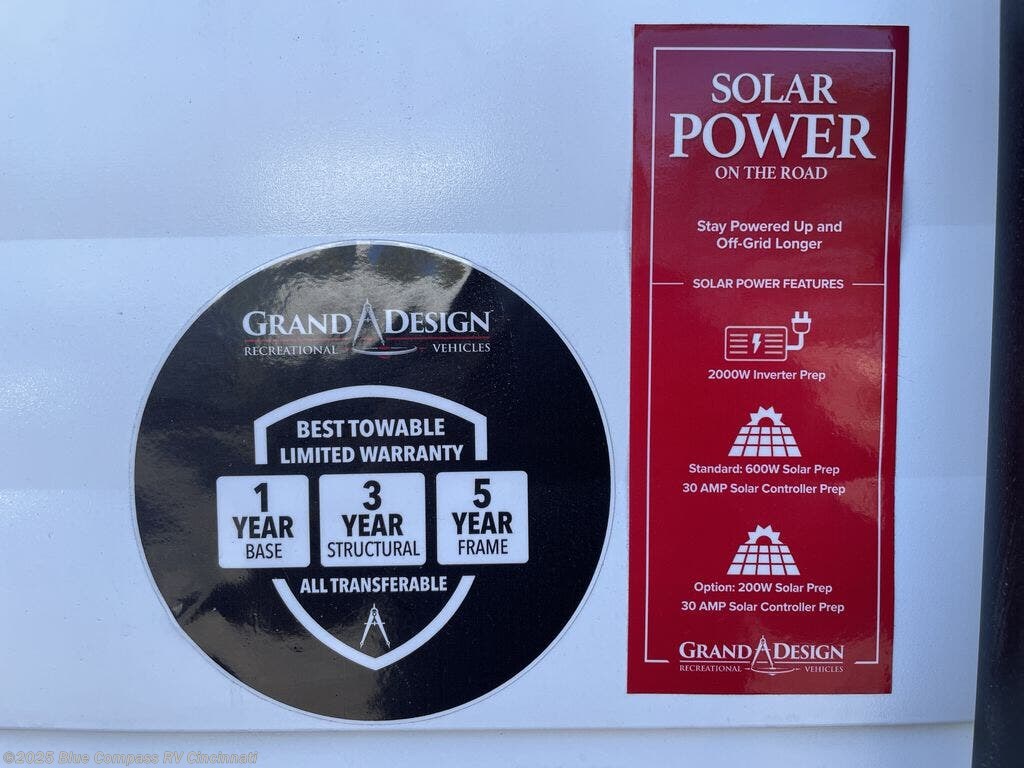 GRAND DESIGN
RECREATIONAL VEHICLES
BEST TOWABLE
LIMITED WARRANTY
1
YEAR
BASE
3
YEAR
STRUCTURAL
5
YEAR
FRAME
ALL TRANSFERABLE
SOLAR
POWER
ON THE ROAD
Stay Powered Up and
Off-Grid Longer
SOLAR POWER FEATURES
2000W Inverter Prep
Standard: 600W Solar Prep
30 AMP Solar Controller Prep
Option: 200W Solar Prep
30 AMP Solar Controller Prep
GRAND DESIGN
RECREATIONAL VEHICLES
©2025 Blue Compass RV Cincinnati